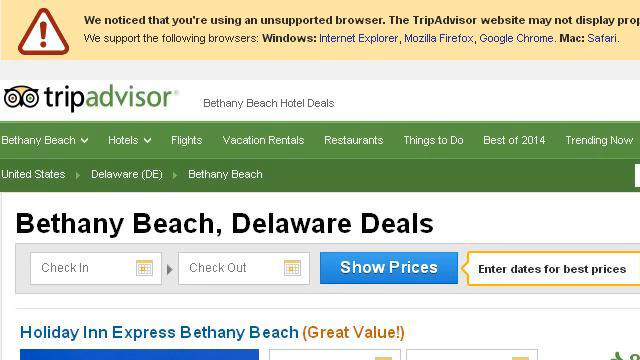 We noticed that you're using an unsupported browser. The TripAdvisor website may not display
We support the following browsers: Windows: Internet Explorer, Mozilla Firefox, Google Chrome. Mac: Safari.
tripadvisor Bethany Beach Hotel Deals
Bethany Beach Hotels Flights Vacation Rentals Restaurants Things to Do Best of 2014 Trending Now
United States Delaware (DE) Bethany Beach
Bethany Beach, Delaware Deals
Check In Check Out Show Prices Enter dates for best prices
Holiday Inn Express Bethany Beach (Great Value!)